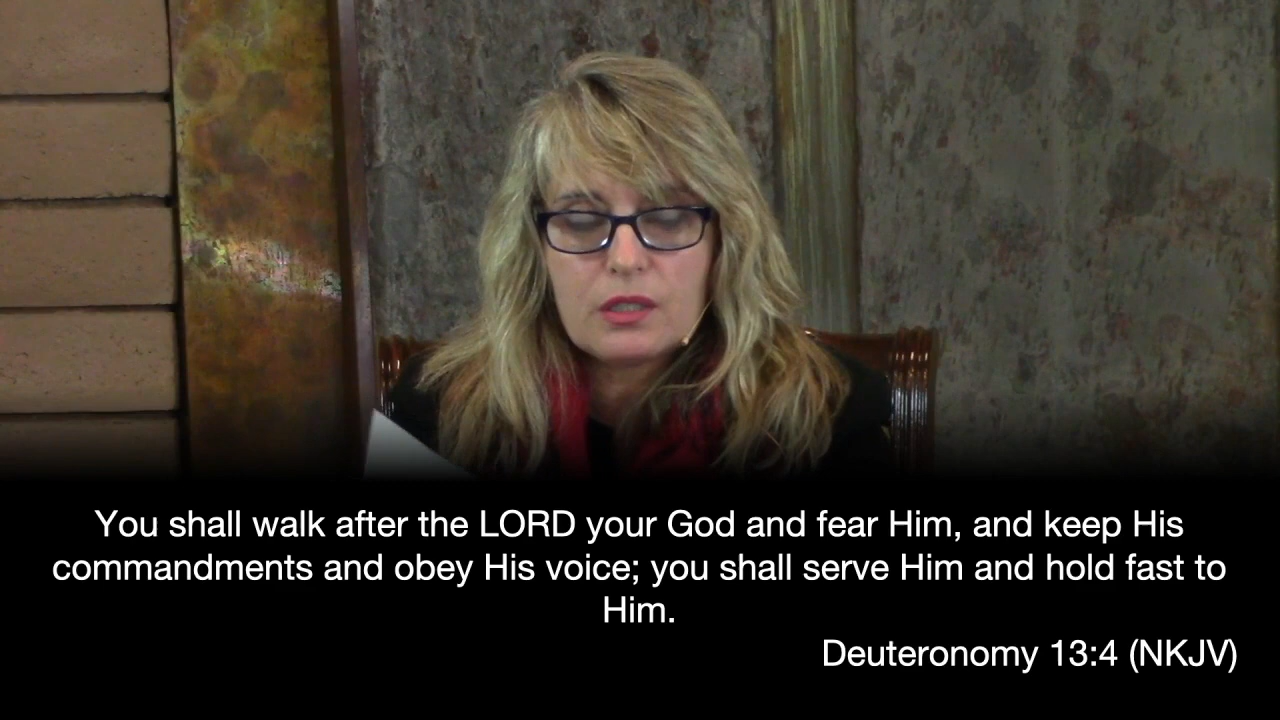 You shall walk after the LORD your God and fear Him, and keep His
commandments and obey His voice; you shall serve Him and hold fast to
Him.
Deuteronomy 13:4 (NKJV)